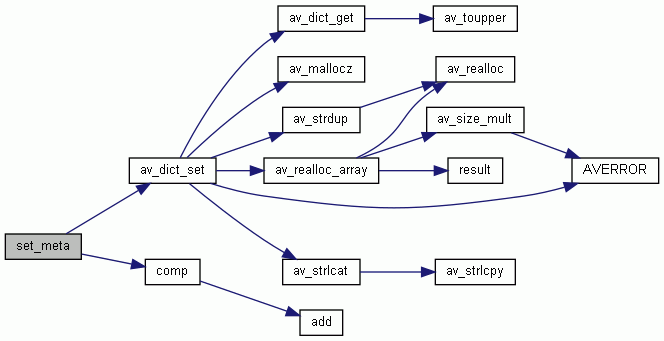 av_dict_get
av_toupper
av_mallocz
av_realloc
av_strdup
av_size_mult
av_dict_set
av_realloc_array
result
AVERROR
set_meta
comp
av_strlcat
av_strlcpy
add